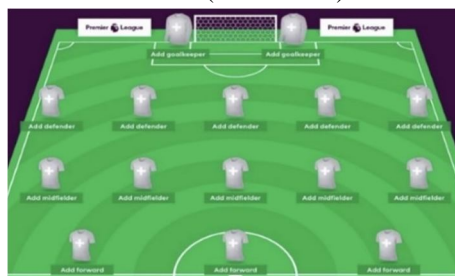 Premier League
Premier League
Add goalkeeper Add goalkeeper
Add defender Add defender Add defender Add defender Add defender
Add midfielder Add midfielder Add midfielder Add midfielder Add midfielder
Add forward Add forward Add forward